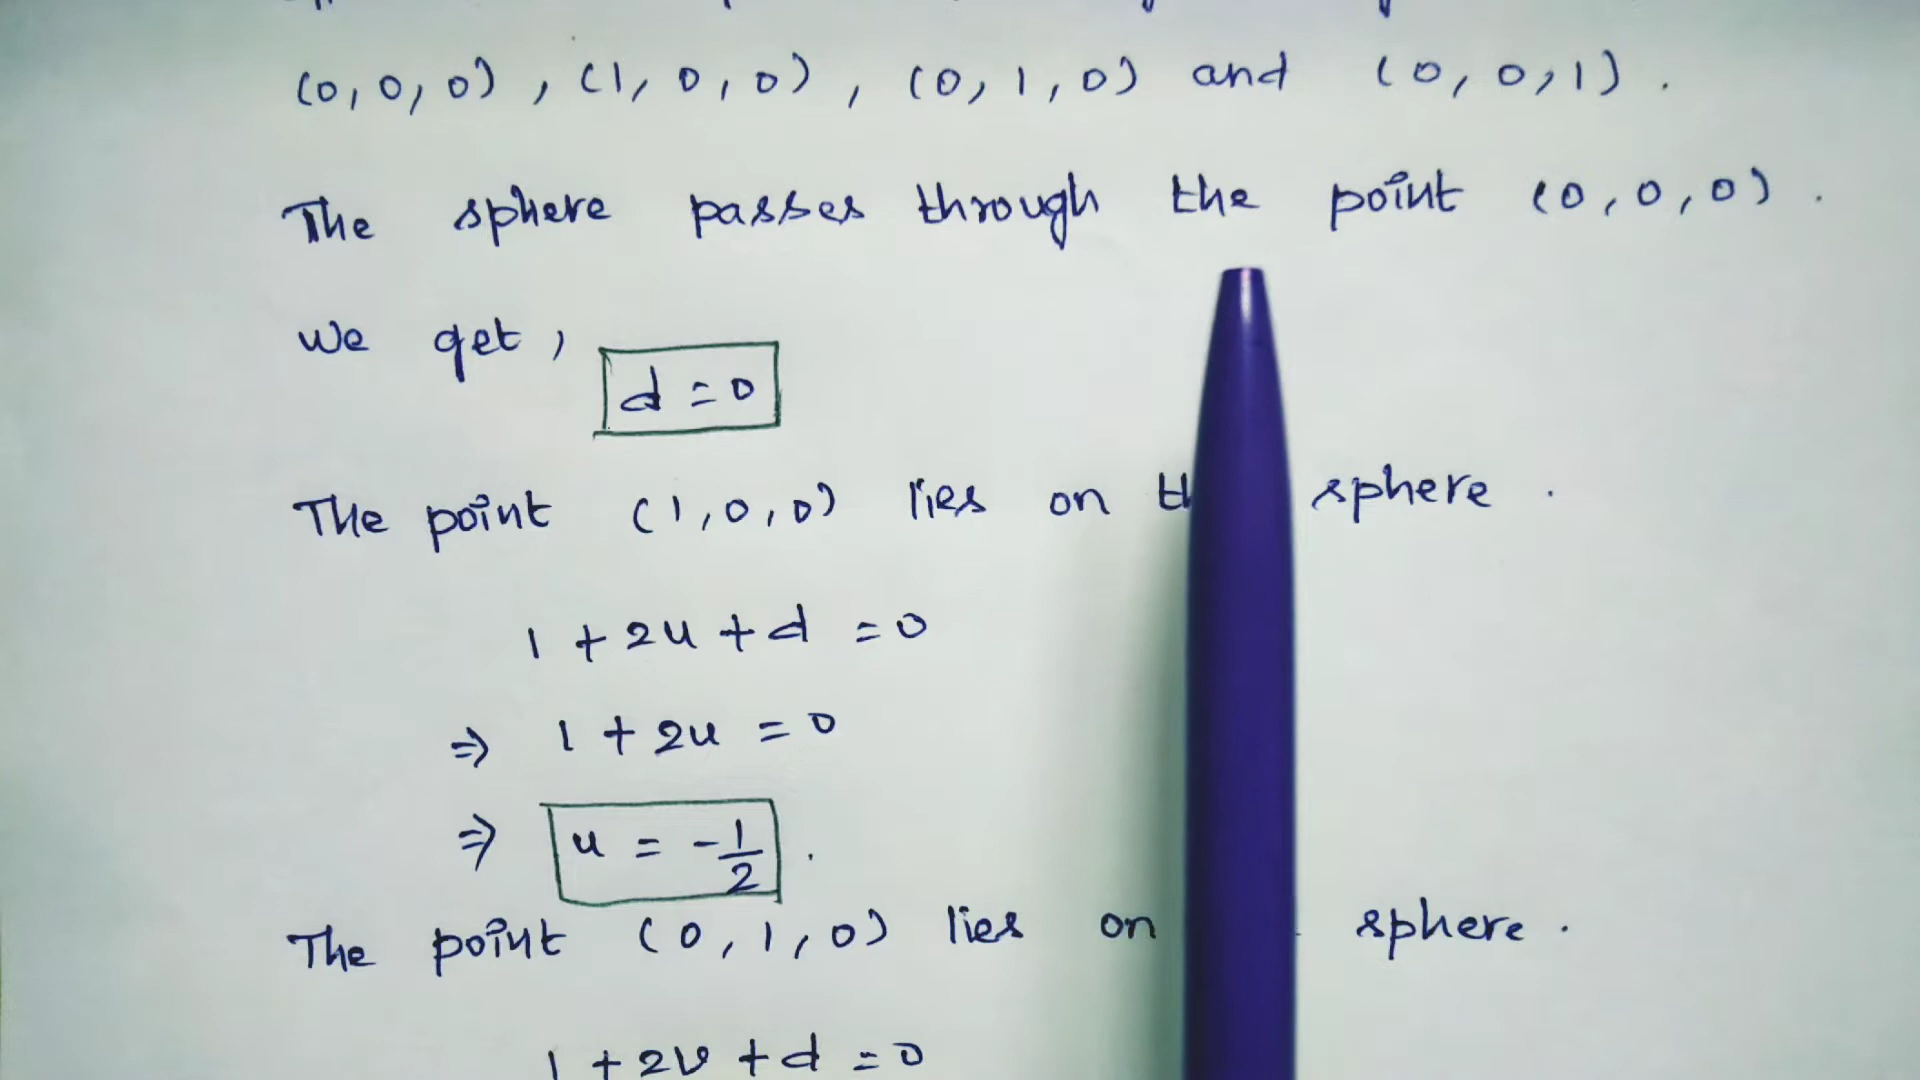 (0,0,0), (1,0,0), (0,1,0) and (0,0,1).
The sphere passes through the point (0,0,0).
We get,
d = 0
The point (1,0,0) lies on th sphere.
1 + 2u + d = 0
⇒ 1 + 2u = 0
⇒ u = -1/2.
The point (0,1,0) lies on sphere.
1 + 2v + d = 0